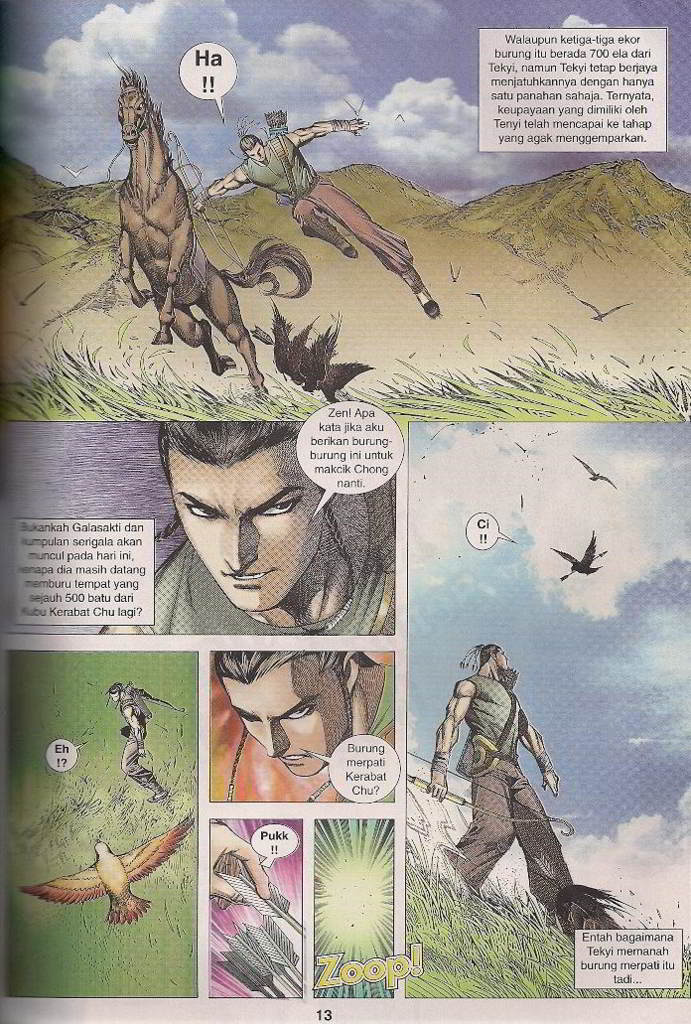 Ha
!!
Walaupun ketiga-tiga ekor
burung itu berada 700 ela dari
Tekyi, namun Tekyi tetap berjaya
menjatuhkannya dengan hanya
satu panahan sahaja. Ternyata,
keupayaan yang dimiliki oleh
Tenyi telah mencapai ke tahap
yang agak menggemparkan.
Zen! Apa
kata jika aku
berikan burung-
burung ini untuk
makcik Chong
nanti.
Bukankah Galasakti dan
kumpulan serigala akan
muncul pada hari ini,
kenapa dia masih datang
memburu tempat yang
sejauh 500 batu dari
Kubu Kerabat Chu lagi?
Ci
!!
Eh
!?
Burung
merpati
Kerabat
Chu?
Pukk
!!
Zoop!
Entah bagaimana
Tekyi memanah
burung merpati itu
tadi...
13